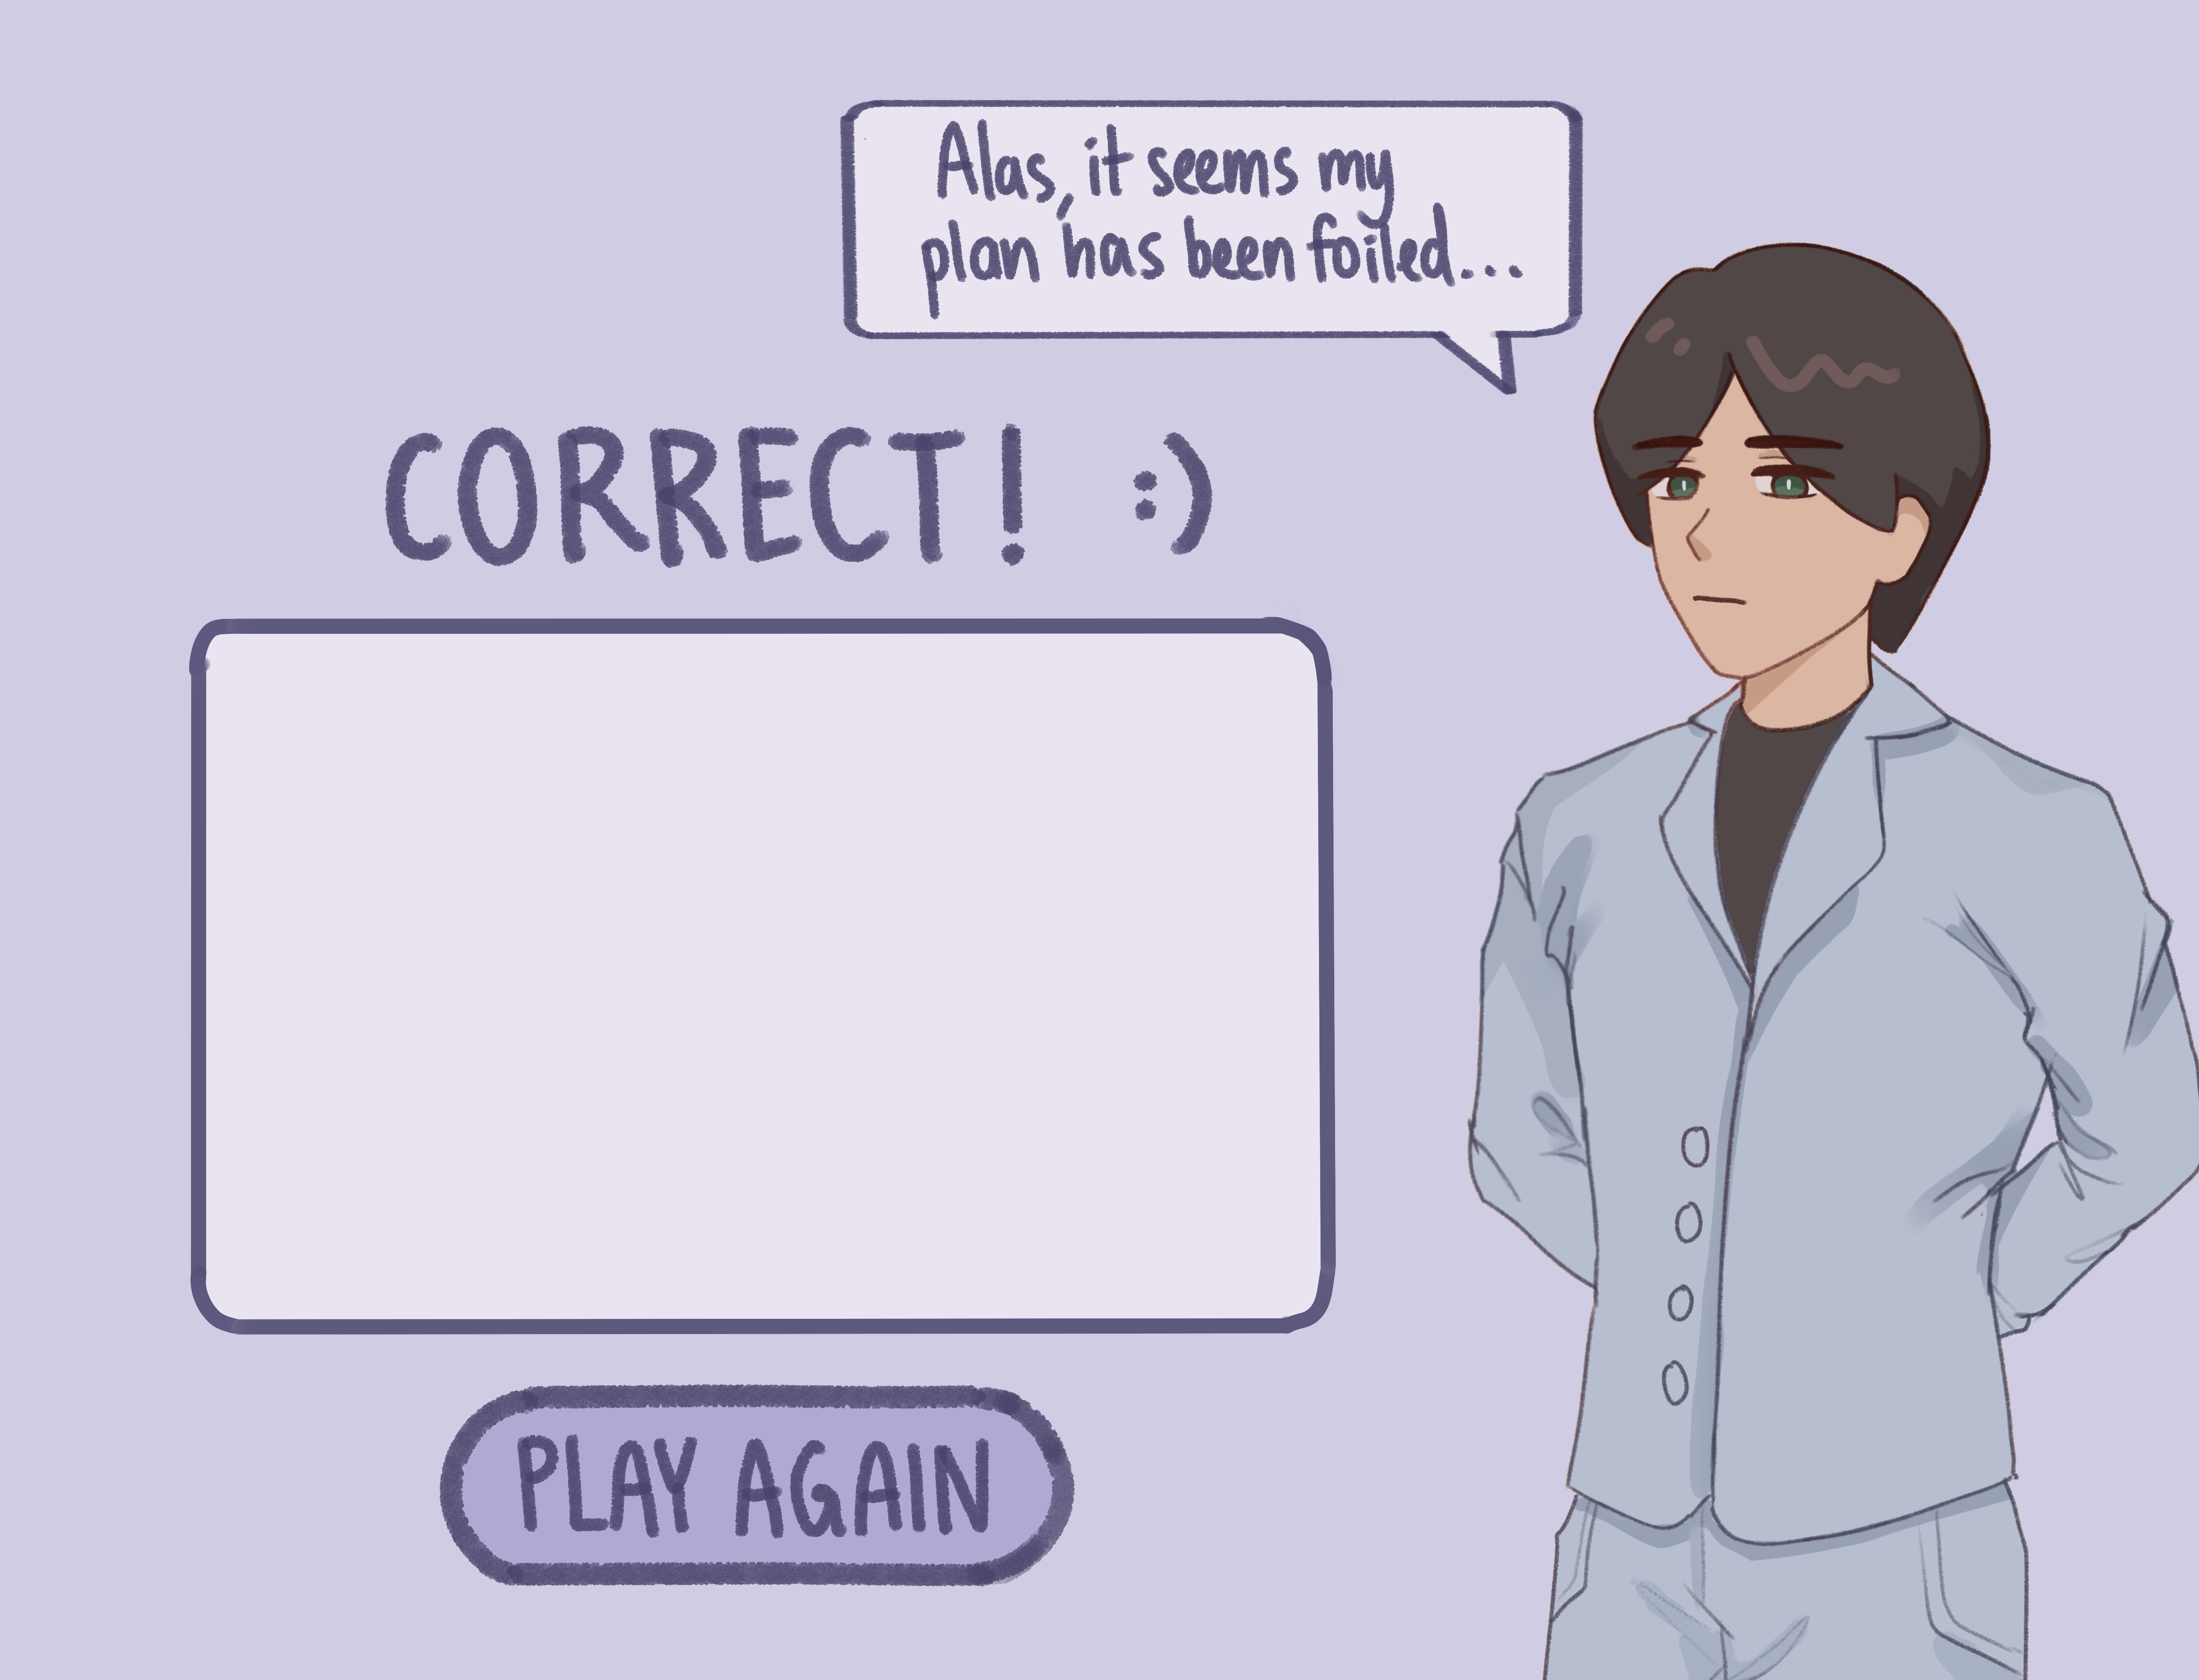 Alas, it seems my
plan has been foiled...
CORRECT! :)
PLAY AGAIN